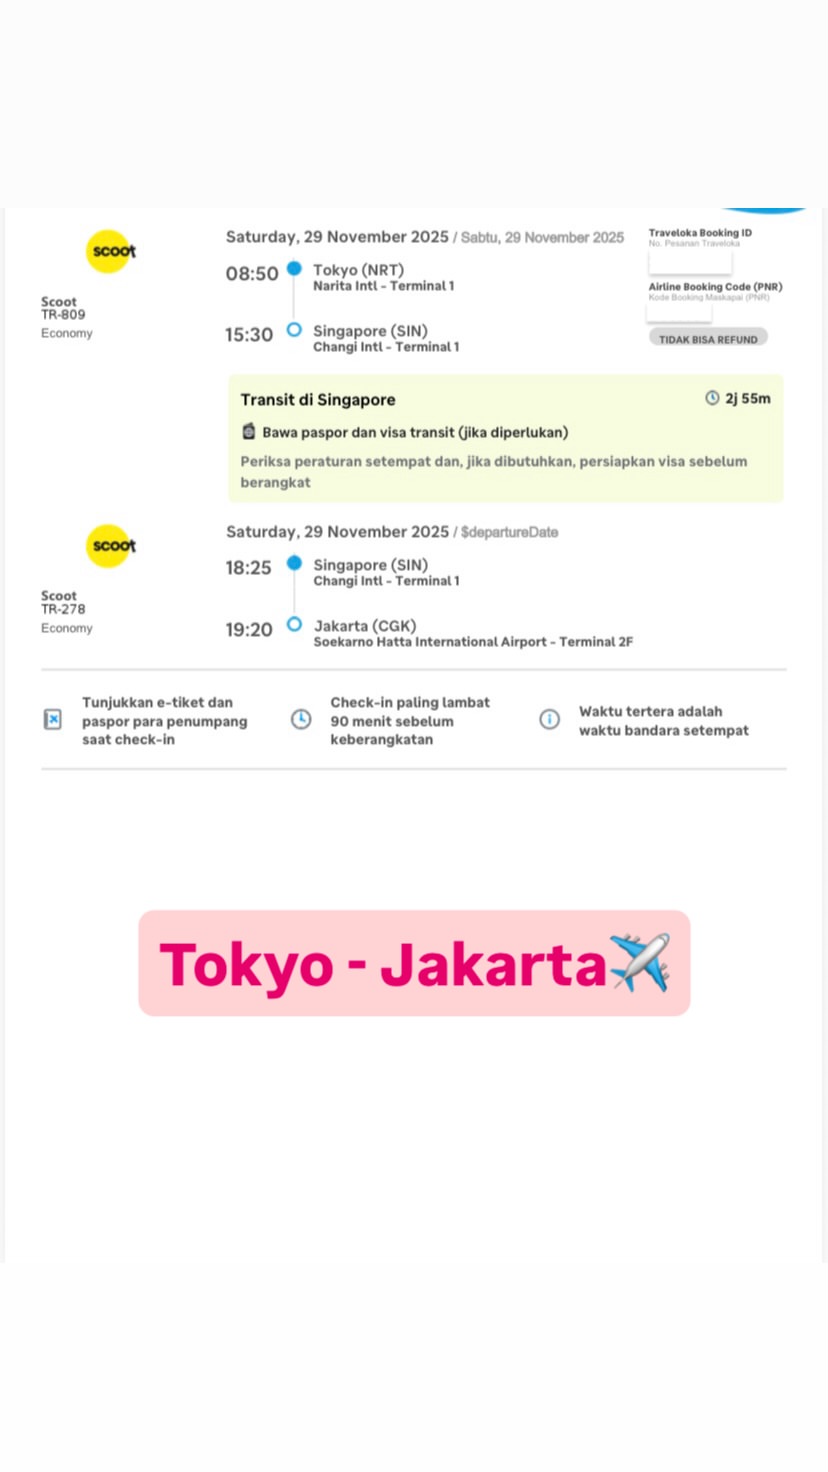 scoot
Scoot
TR-809
Economy
Saturday, 29 November 2025 / Sabtu, 29 November 2025
08:50
Tokyo (NRT)
Narita Intl - Terminal 1
15:30
Singapore (SIN)
Changi Intl - Terminal 1
Traveloka Booking ID
No. Pesanan Traveloka
Airline Booking Code (PNR)
Kode Booking Maskapai (PNR)
TIDAK BISA REFUND
Transit di Singapore
2j 55m
Bawa paspor dan visa transit (jika diperlukan)
Periksa peraturan setempat dan, jika dibutuhkan, persiapkan visa sebelum
berangkat
scoot
Scoot
TR-278
Economy
Saturday, 29 November 2025 / $departureDate
18:25
Singapore (SIN)
Changi Intl - Terminal 1
19:20
Jakarta (CGK)
Soekarno Hatta International Airport - Terminal 2F
Tunjukkan e-tiket dan
paspor para penumpang
saat check-in
Check-in paling lambat
90 menit sebelum
keberangkatan
Waktu tertera adalah
waktu bandara setempat
Tokyo - Jakarta✈️